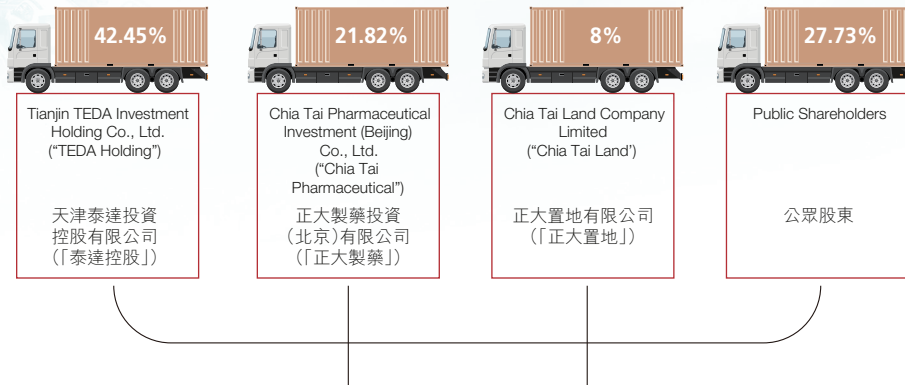 42.45%
21.82%
8%
27.73%
Tianjin TEDA Investment
Holding Co., Ltd.
(“TEDA Holding”)
天津泰達投資
控股有限公司
(「泰達控股」)
Chia Tai Pharmaceutical
Investment (Beijing)
Co., Ltd.
(“Chia Tai
Pharmaceutical”)
正大製藥投資
(北京)有限公司
(「正大製藥」)
Chia Tai Land Company
Limited
(“Chia Tai Land’)
正大置地有限公司
(「正大置地」)
Public Shareholders
公眾股東